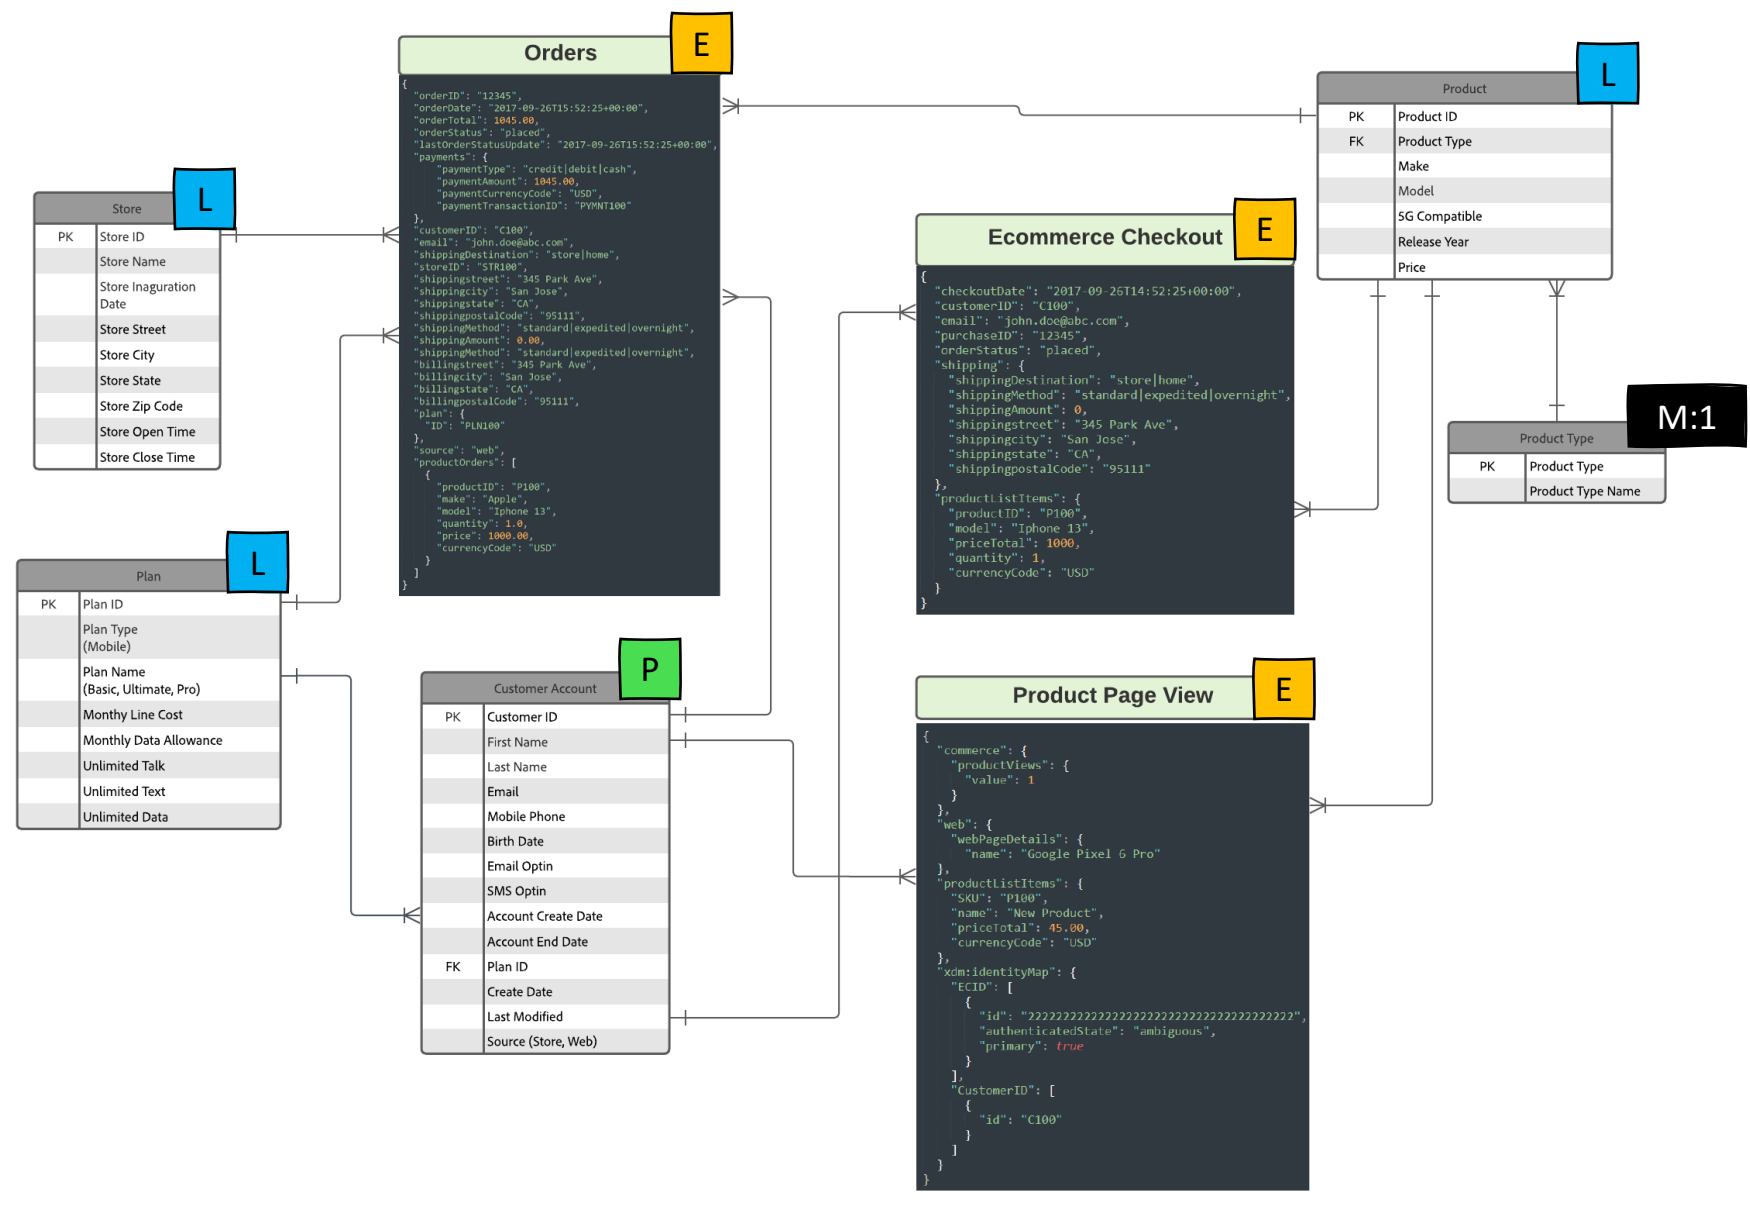 Orders
E
{
"orderID": "12345",
"orderDate": "2017-09-26T15:52:25+00:00",
"orderTotal": 1045.00,
"orderStatus": "placed",
"lastOrderStatusUpdate": "2017-09-26T15:52:25+00:00",
"payments": {
"paymentType": "credit|debit|cash",
"paymentAmount": 1045.00,
"paymentCurrencyCode": "USD",
"paymentTransactionID": "PYMNT100"
},
"customerID": "C100",
"email": "john.doe@abc.com",
"shippingDestination": "store|home",
"storeID": "STR100",
"shippingstreet": "345 Park Ave",
"shippingcity": "San Jose",
"shippingstate": "CA",
"shippingpostalCode": "95111",
"shippingMethod": "standard|expedited|overnight",
"shippingAmount": 0.00,
"shippingMethod": "standard|expedited|overnight",
"billingstreet": "345 Park Ave",
"billingcity": "San Jose",
"billingstate": "CA",
"billingpostalCode": "95111",
"plan": {
"ID": "PLN100"
},
"source": "web",
"productOrders": [
{
"productID": "P100",
"make": "Apple",
"model": "Iphone 13",
"quantity": 1.0,
"price": 1000.00,
"currencyCode": "USD"
}
]
}
Product
L
PK Product ID
FK Product Type
Make
Model
5G Compatible
Release Year
Price
Store
L
PK Store ID
Store Name
Store Inaguration
Date
Store Street
Store City
Store State
Store Zip Code
Store Open Time
Store Close Time
Ecommerce Checkout
E
{
"checkoutDate": "2017-09-26T14:52:25+00:00",
"customerID": "C100",
"email": "john.doe@abc.com",
"purchaseID": "12345",
"orderStatus": "placed",
"shipping": {
"shippingDestination": "store|home",
"shippingMethod": "standard|expedited|overnight",
"shippingAmount": 0,
"shippingstreet": "345 Park Ave",
"shippingcity": "San Jose",
"shippingstate": "CA",
"shippingpostalCode": "95111"
},
"productListItems": {
"productID": "P100",
"model": "Iphone 13",
"priceTotal": 1000,
"quantity": 1,
"currencyCode": "USD"
}
}
M:1
Product Type
PK Product Type
Product Type Name
Plan
L
PK Plan ID
Plan Type
(Mobile)
Plan Name
(Basic, Ultimate, Pro)
Monthy Line Cost
Monthly Data Allowance
Unlimited Talk
Unlimited Text
Unlimited Data
Customer Account
P
PK Customer ID
First Name
Last Name
Email
Mobile Phone
Birth Date
Email Optin
SMS Optin
Account Create Date
Account End Date
FK Plan ID
Create Date
Last Modified
Source (Store, Web)
Product Page View
E
{
"commerce": {
"productViews": {
"value": 1
}
},
"web": {
"webPageDetails": {
"name": "Google Pixel 6 Pro"
},
"productListItems": {
"SKU": "P100",
"name": "New Product",
"priceTotal": 45.00,
"currencyCode": "USD"
},
"xdm:identityMap": {
"ECID": [
{
"id": "22222222222222222222222222222222222222",
"authenticatedState": "ambiguous",
"primary": true
}
],
"CustomerID": [
{
"id": "C100"
}
]
}
}